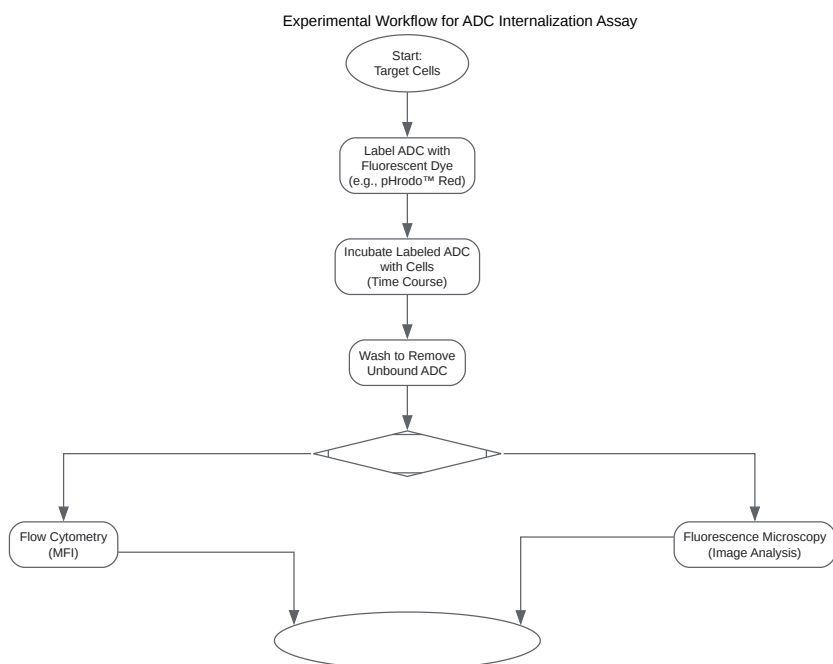 Experimental Workflow for ADC Internalization Assay
Start:
Target Cells
Label ADC with
Fluorescent Dye
(e.g., pHrodo™ Red)
Incubate Labeled ADC
with Cells
(Time Course)
Wash to Remove
Unbound ADC
Flow Cytometry
(MFI)
Fluorescence Microscopy
(Image Analysis)